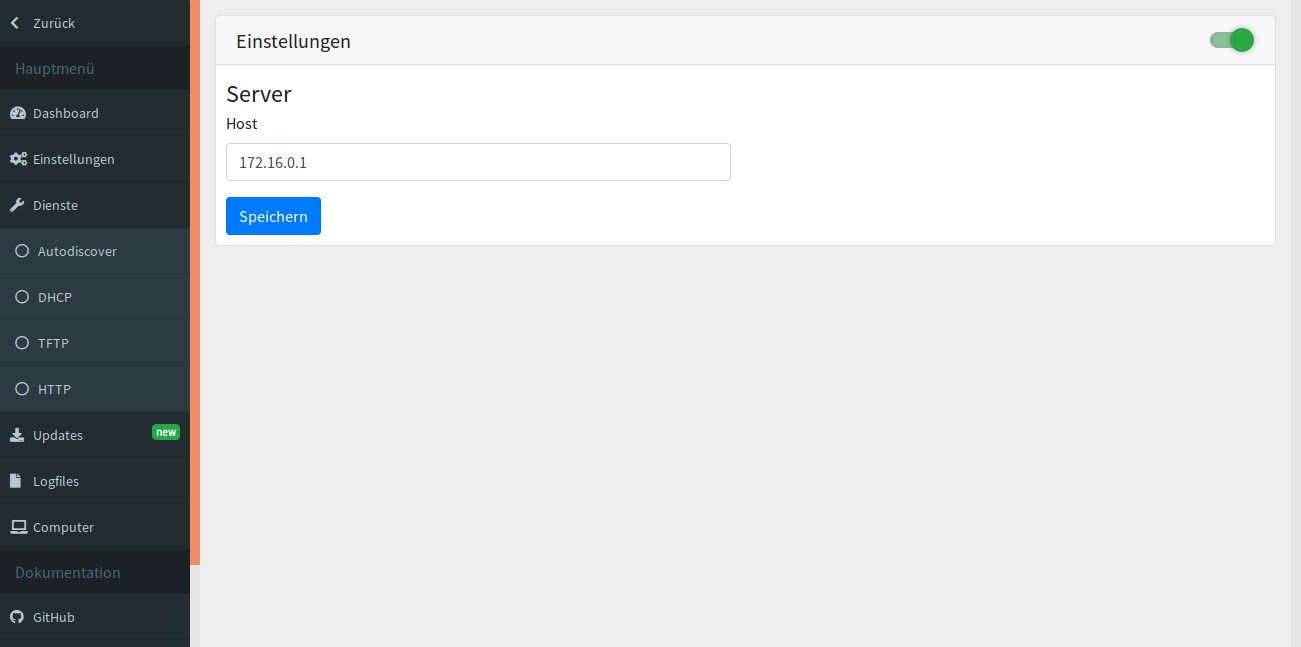 Zurück
Hauptmenü
Dashboard
Einstellungen
Dienste
Autodiscover
DHCP
TFTP
HTTP
Updates new
Logfiles
Computer
Dokumentation
GitHub
Einstellungen
Server
Host
172.16.0.1
Speichern